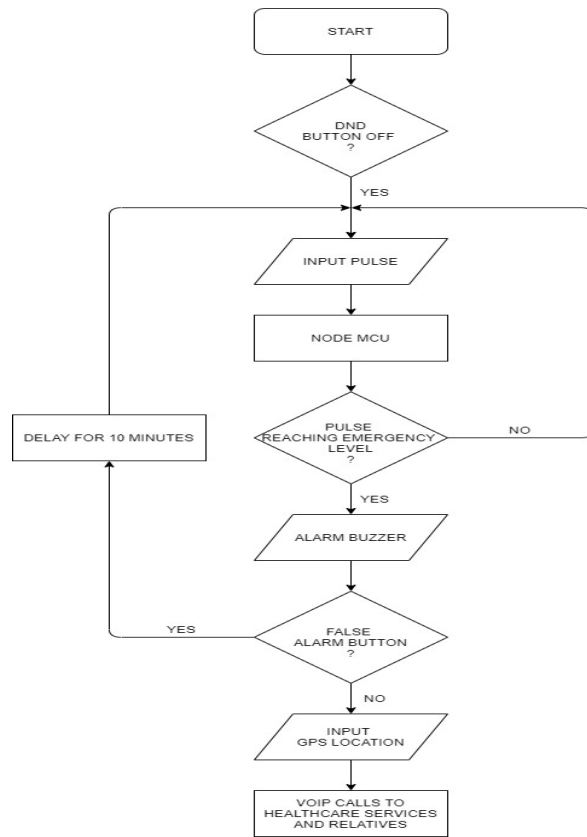 START
DND
BUTTON OFF
?
YES
INPUT PULSE
NODE MCU
PULSE
REACHING EMERGENCY
LEVEL
?
NO
DELAY FOR 10 MINUTES
YES
ALARM BUZZER
FALSE
ALARM BUTTON
?
YES
NO
INPUT
GPS LOCATION
VOIP CALLS TO
HEALTHCARE SERVICES
AND RELATIVES